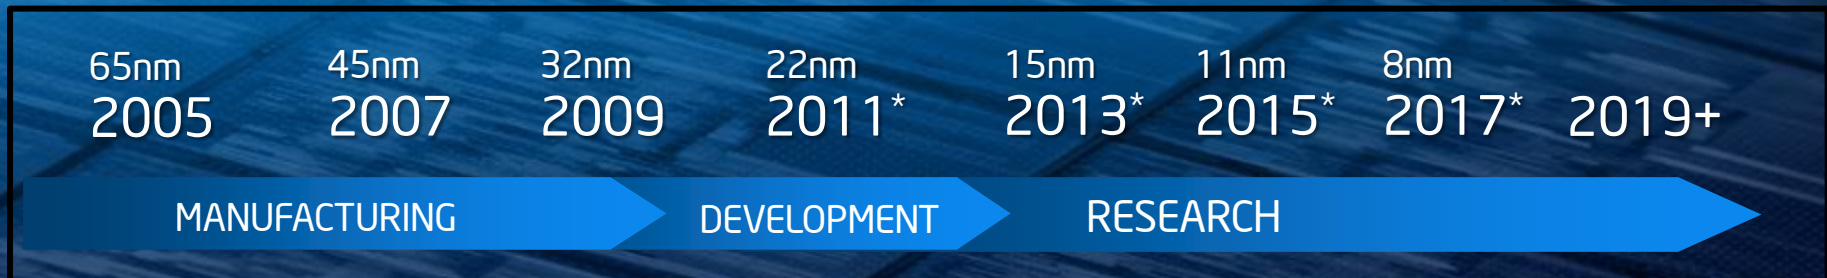 65nm 45nm 32nm 22nm 15nm 11nm 8nm
2005 2007 2009 2011* 2013* 2015* 2017* 2019+
MANUFACTURING DEVELOPMENT RESEARCH